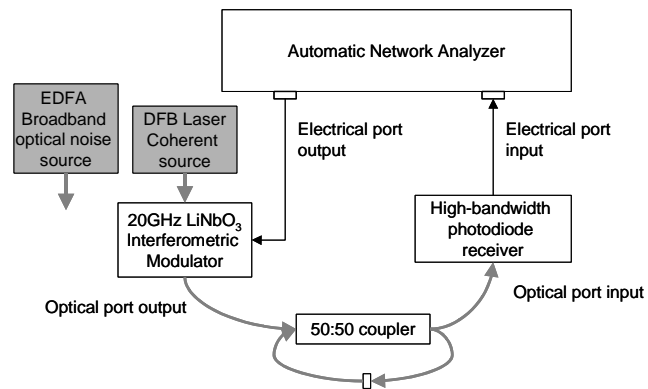 Automatic Network Analyzer
EDFA
Broadband
optical noise
source
DFB Laser
Coherent
source
Electrical port
output
Electrical port
input
20GHz LiNbO3
Interferometric
Modulator
High-bandwidth
photodiode
receiver
Optical port output
Optical port input
50:50 coupler